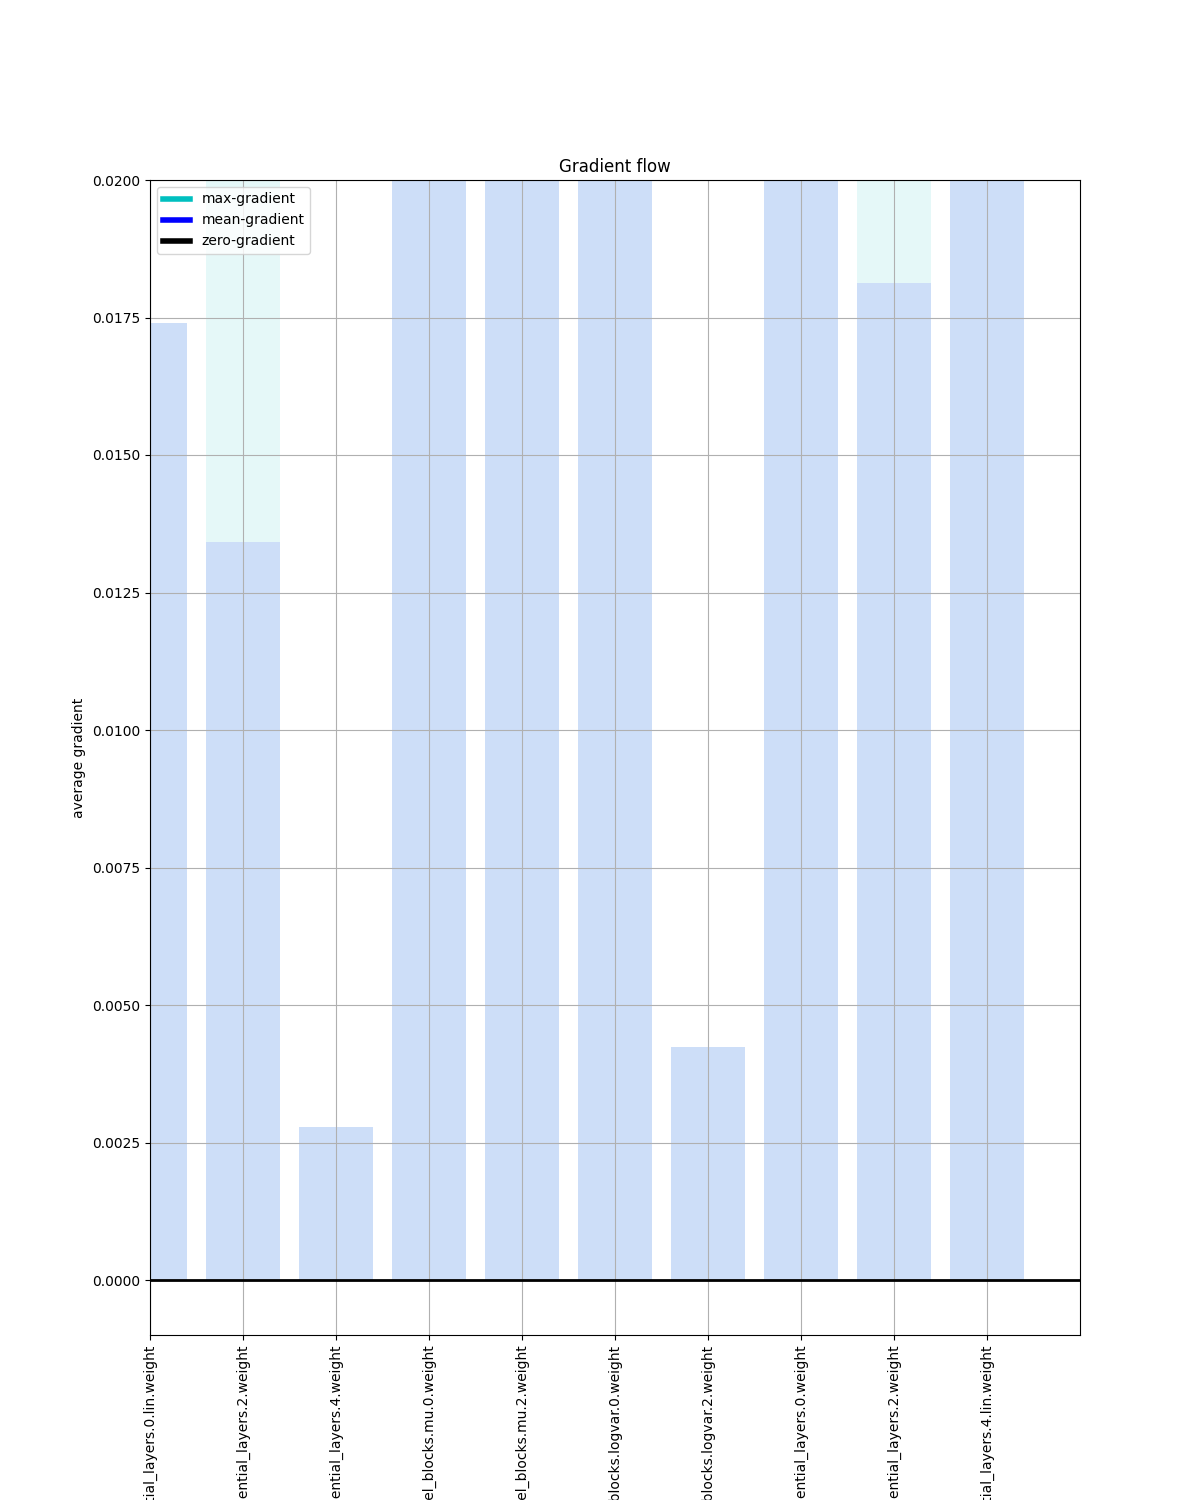 Gradient flow
max-gradient
mean-gradient
zero-gradient
0.0200
0.0175
0.0150
0.0125
0.0100
0.0075
0.0050
0.0025
0.0000
average gradient
tial_layers.0.lin.weight
ential_layers.2.weight
ential_layers.4.weight
el_blocks.mu.0.weight
el_blocks.mu.2.weight
blocks.logvar.0.weight
blocks.logvar.2.weight
ential_layers.0.weight
ential_layers.2.weight
tial_layers.4.lin.weight